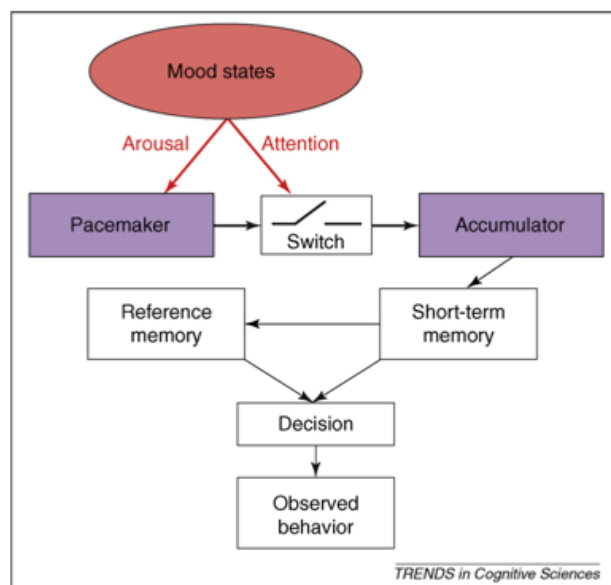 Mood states
Arousal
Attention
Pacemaker
Switch
Accumulator
Reference
memory
Short-term
memory
Decision
Observed
behavior
TRENDS in Cognitive Sciences